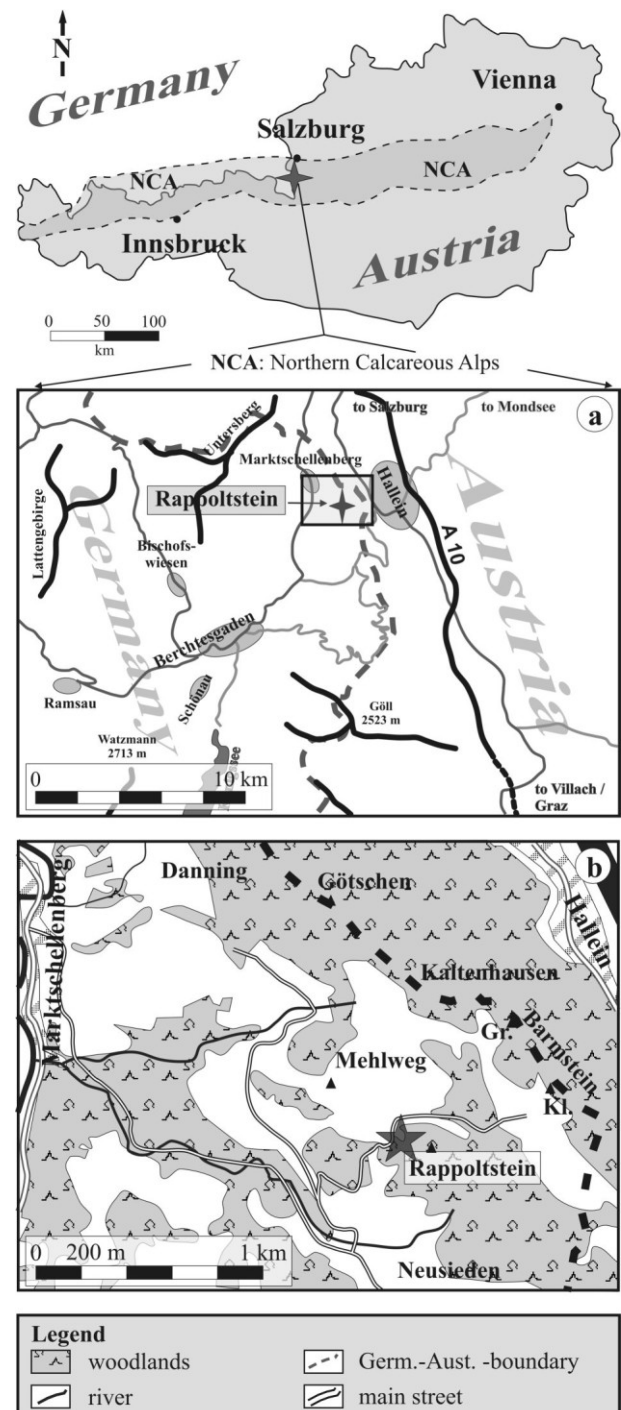 N
Germany
Vienna
Salzburg
NCA
NCA
Innsbruck
Austria
0 50 100
km
NCA: Northern Calcareous Alps
a
to Salzburg
to Mondsee
Untersberg
Marktschellenberg
Hallein
Rappoltstein
Lattengebirge
Germany
Austria
Bischofs-
wiesen
A 10
Berchtesgaden
Ramsau
Schönau
Göll
2523 m
Watzmann
2713 m
0 10 km
to Villach /
Graz
b
Danning
Götschen
Marktschellenberg
Hallein
Kaltenhausen
Gr.
Barmstein
Mehlweg
Kl.
Rappoltstein
0 200 m 1 km
Neusieden
Legend
woodlands
Germ.-Aust. -boundary
river
main street